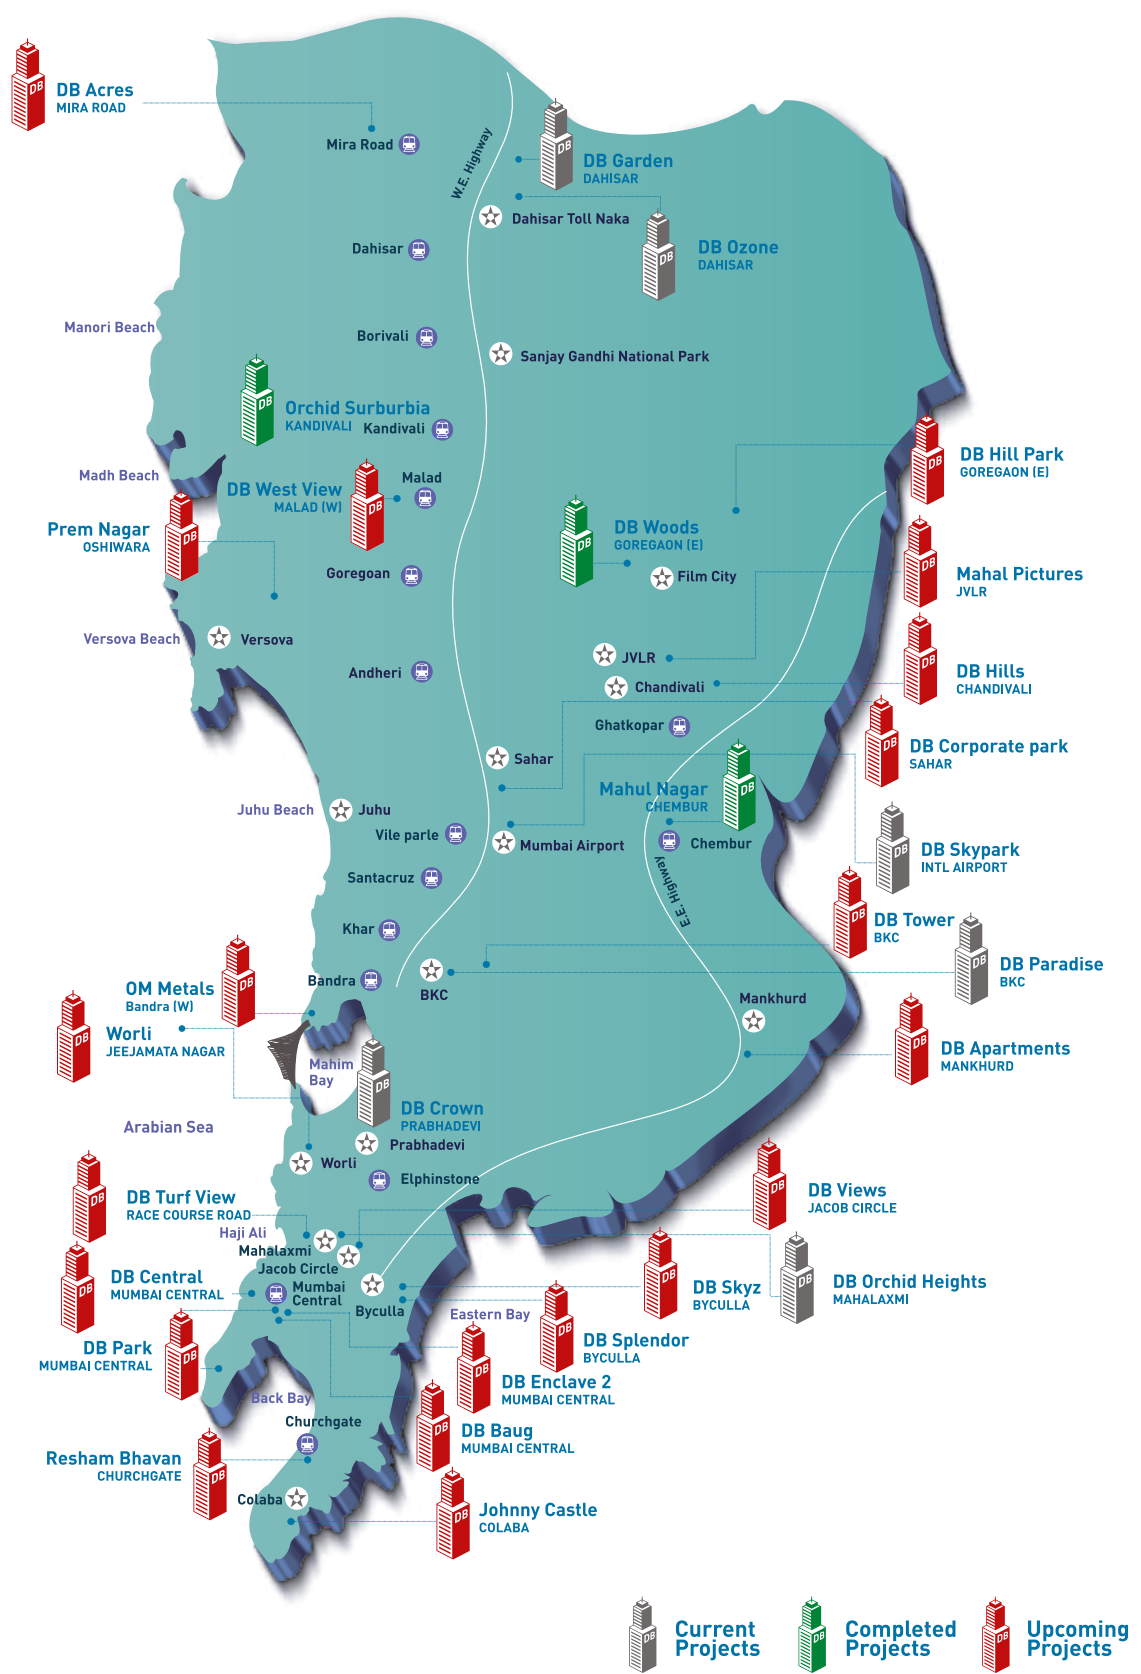 DB Acres
MIRA ROAD
Mira Road
W.E. Highway
DB
DB Garden
DAHISAR
Dahisar Toll Naka
Dahisar
DB Ozone
DAHISAR
Manori Beach
Borivali
Sanjay Gandhi National Park
Orchid Surburbia
KANDIVALI
Kandivali
DB Hill Park
GOREGAON (E)
Madh Beach
Malad
DB West View
MALAD (W)
Prem Nagar
OSHIWARA
DB Woods
GOREGAON (E)
Goregoan
Film City
Mahal Pictures
JVLR
Versova Beach
Versova
JVLR
Andheri
Chandivali
DB Hills
CHANDIVALI
Ghatkopar
DB Corporate park
SAHAR
Sahar
Mahul Nagar
CHEMBUR
Juhu Beach
Juhu
Vile parle
Mumbai Airport
Chembur
DB Skypark
INTL AIRPORT
Santacruz
E.E. Highway
DB Tower
BKC
Khar
DB Paradise
BKC
Bandra
BKC
OM Metals
Bandra (W)
Mankhurd
Worli
JEEJAMATA NAGAR
DB Apartments
MANKHURD
Mahim
Bay
DB Crown
PRABHADEVI
Arabian Sea
Prabhadevi
Worli
Elphinstone
DB Turf View
RACE COURSE ROAD
DB Views
JACOB CIRCLE
Haji Ali
Mahalaxmi
Jacob Circle
DB Central
MUMBAI CENTRAL
Mumbai
Central
Byculla
DB Skyz
BYCULLA
DB Orchid Heights
MAHALAXMI
Eastern Bay
DB Park
MUMBAI CENTRAL
DB Splendor
BYCULLA
DB Enclave 2
MUMBAI CENTRAL
Back Bay
Churchgate
DB Baug
MUMBAI CENTRAL
Resham Bhavan
CHURCHGATE
Colaba
Johnny Castle
COLABA
Current
Projects
Completed
Projects
Upcoming
Projects